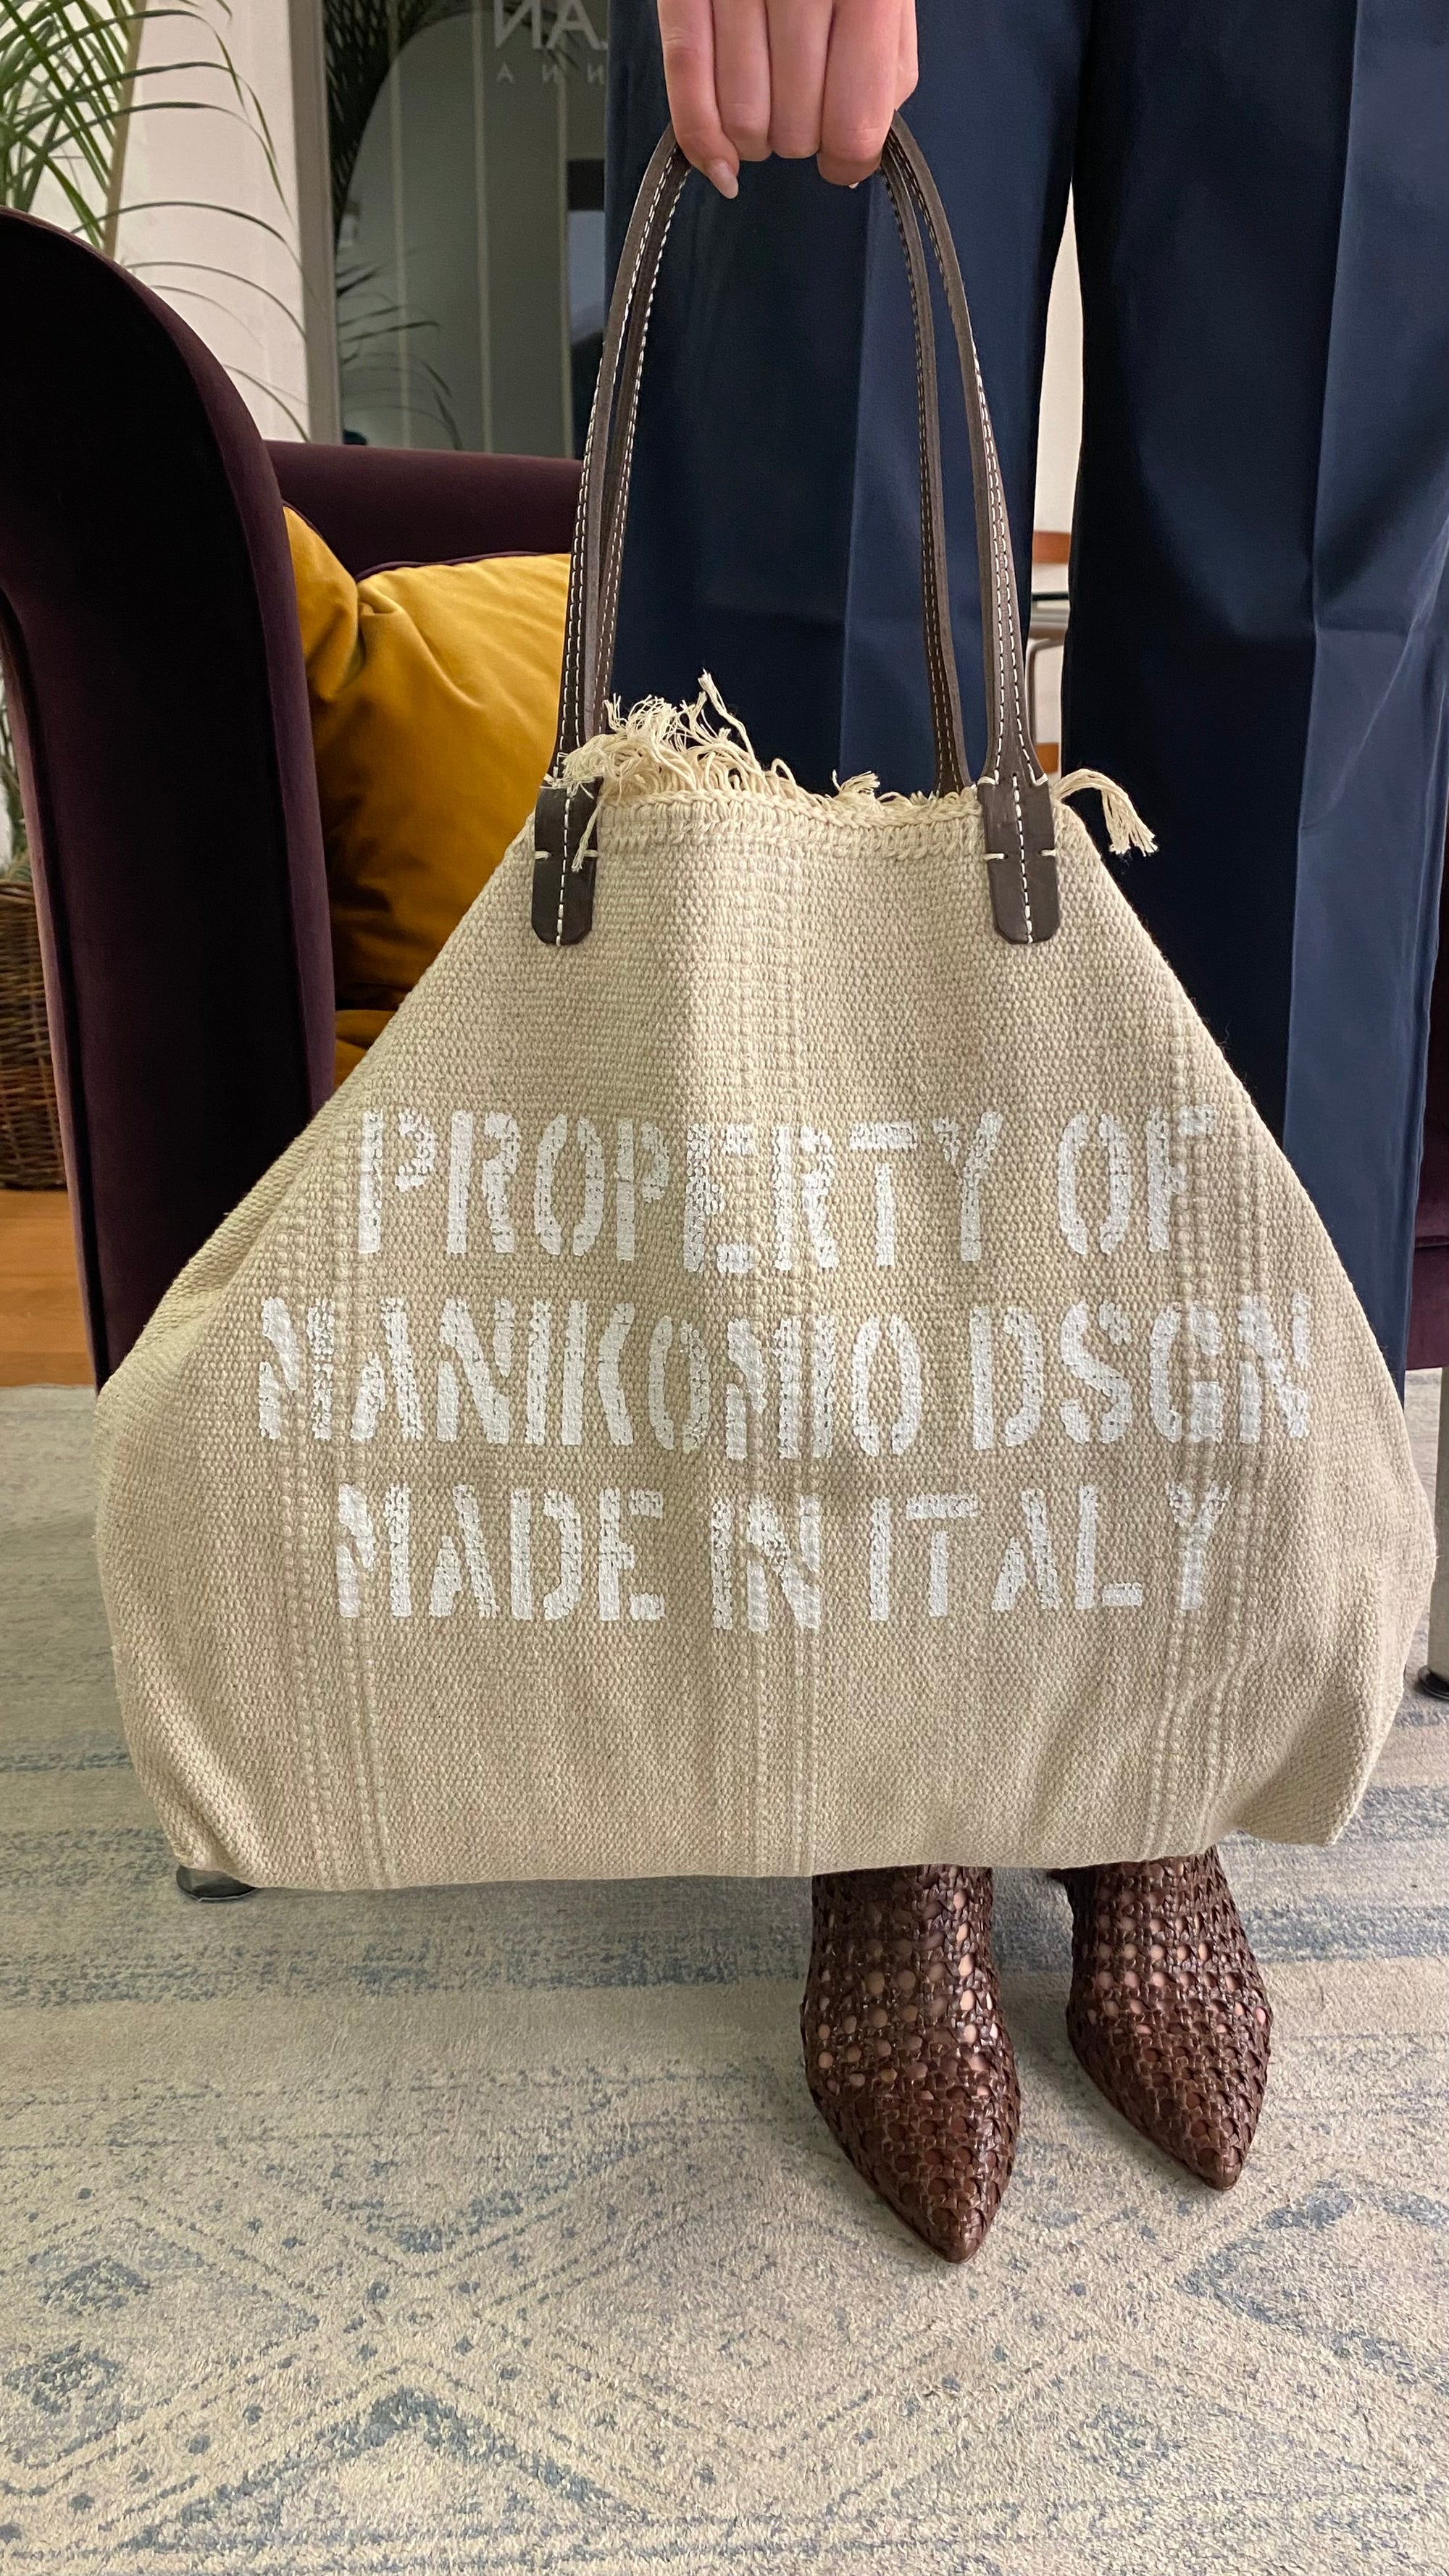 PROPERTY OF
MANIKOMIO DSGN
MADE IN ITALY